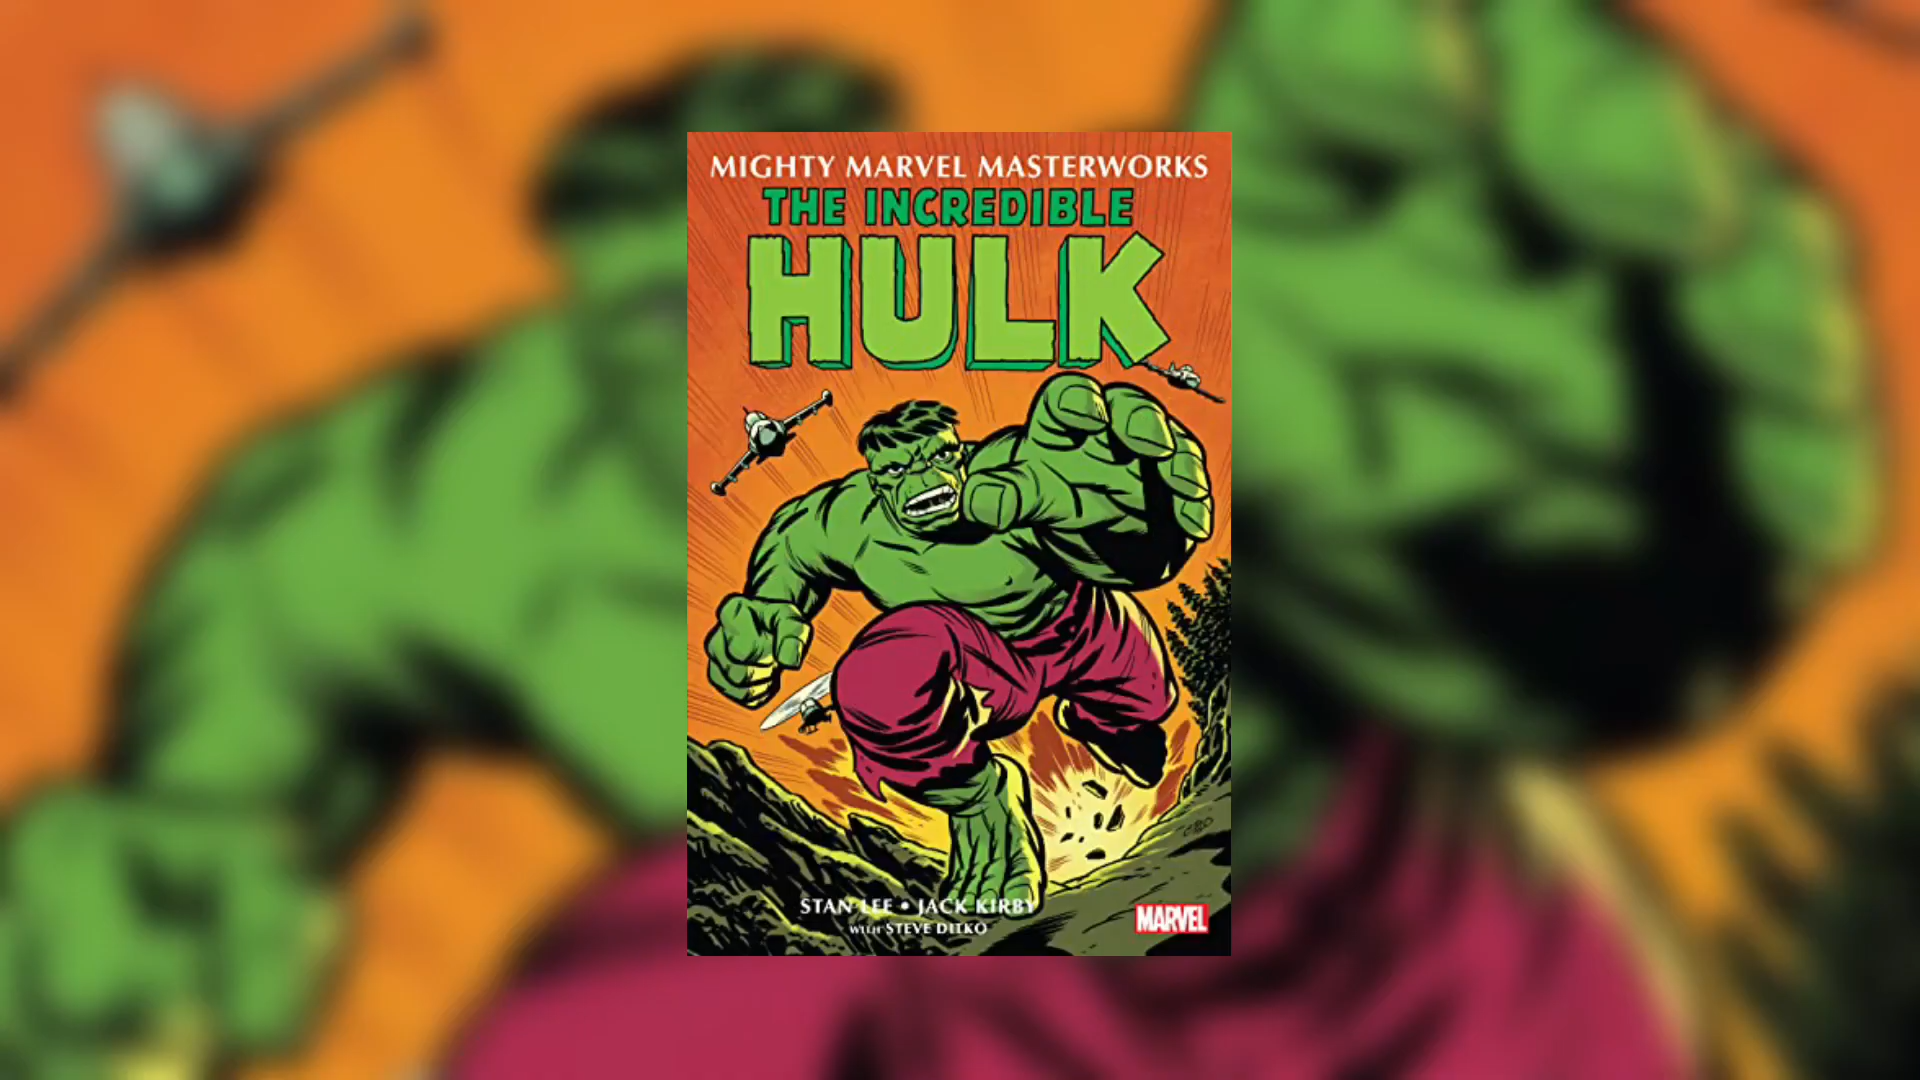 MIGHTY MARVEL MASTERWORKS
THE INCREDIBLE
HULK
STAN LEE • JACK KIRBY
WITH STEVE DITKO
MARVEL